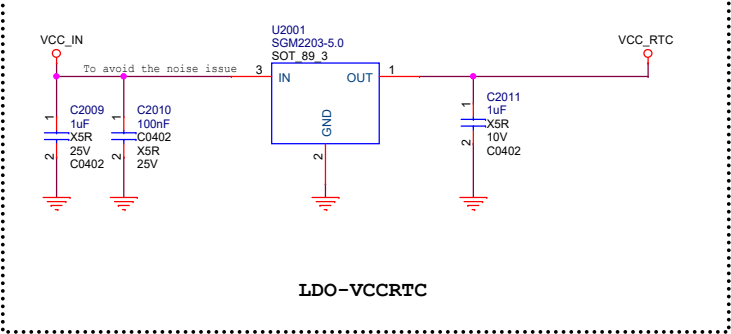 U2001
SGM2203-5.0
SOT_89_3
VCC_IN
VCC_RTC
To avoid the noise issue
3
IN
OUT
1
GND
2
1
2
C2009
1uF
X5R
25V
C0402
1
2
C2010
100nF
C0402
X5R
25V
1
2
C2011
1uF
X5R
10V
C0402
LDO-VCCRTC